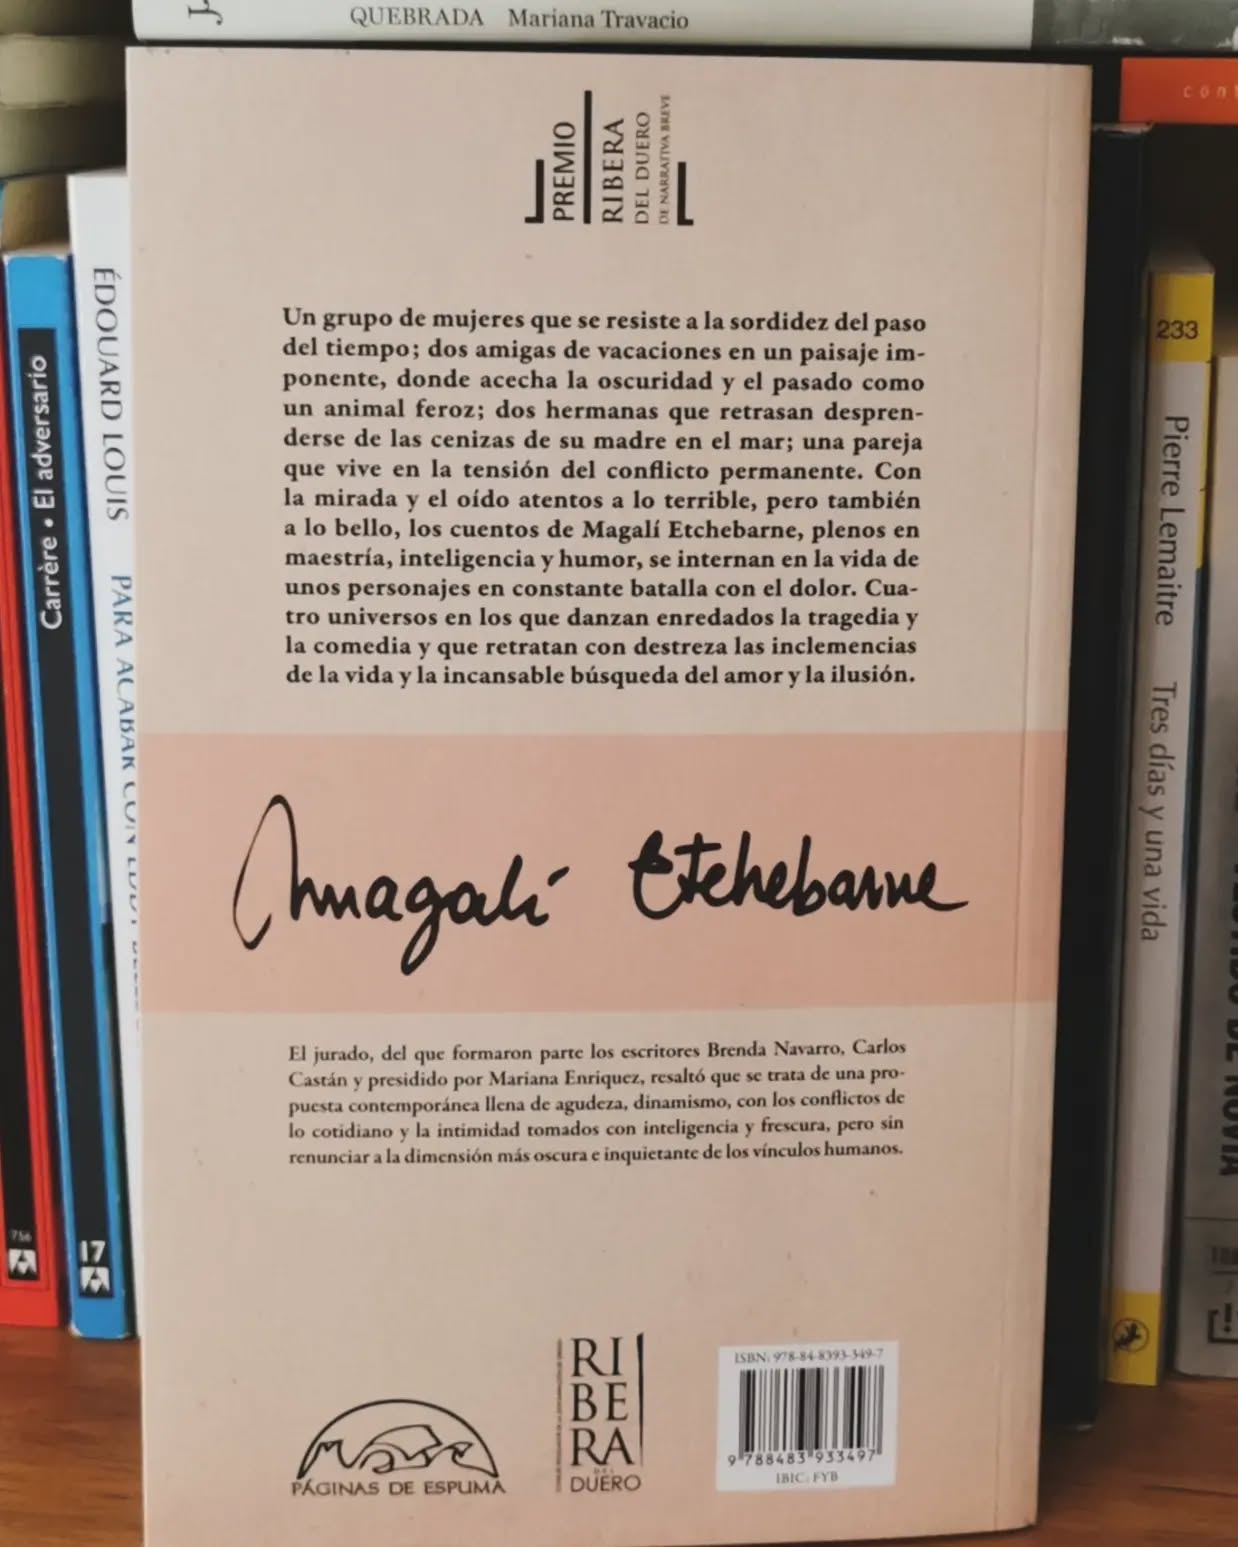 QUEBRADA Mariana Travacio
PREMIO
RIBERA
DEL DUERO
DE NARRATIVA BREVE
Un grupo de mujeres que se resiste a la sordidez del paso
del tiempo; dos amigas de vacaciones en un paisaje im-
ponente, donde acecha la oscuridad y el pasado como
un animal feroz; dos hermanas que retrasan despren-
derse de las cenizas de su madre en el mar; una pareja
que vive en la tensión del conflicto permanente. Con
la mirada y el oído atentos a lo terrible, pero también
a lo bello, los cuentos de Magalí Etchebarne, plenos en
maestría, inteligencia y humor, se internan en la vida de
unos personajes en constante batalla con el dolor. Cua-
tro universos en los que danzan enredados la tragedia y
la comedia y que retratan con destreza las inclemencias
de la vida y la incansable búsqueda del amor y la ilusión.
Magalí Etchebarne
El jurado, del que formaron parte los escritores Brenda Navarro, Carlos
Castán y presidido por Mariana Enriquez, resaltó que se trata de una pro-
puesta contemporánea llena de agudeza, dinamismo, con los conflictos de
lo cotidiano y la intimidad tomados con inteligencia y frescura, pero sin
renunciar a la dimensión más oscura e inquietante de los vínculos humanos.
PÁGINAS DE ESPUMA
RI
BE
RA
DEL
DUERO
ISBN: 978-84-8393-349-7
9 788483 933497
IBIC: FYB
Carrère • El adversario
17
756
ÉDOUARD LOUIS PARA ACABAR CON EDDY
233
Pierre Lemaitre Tres días y una vida
DE NOVIA